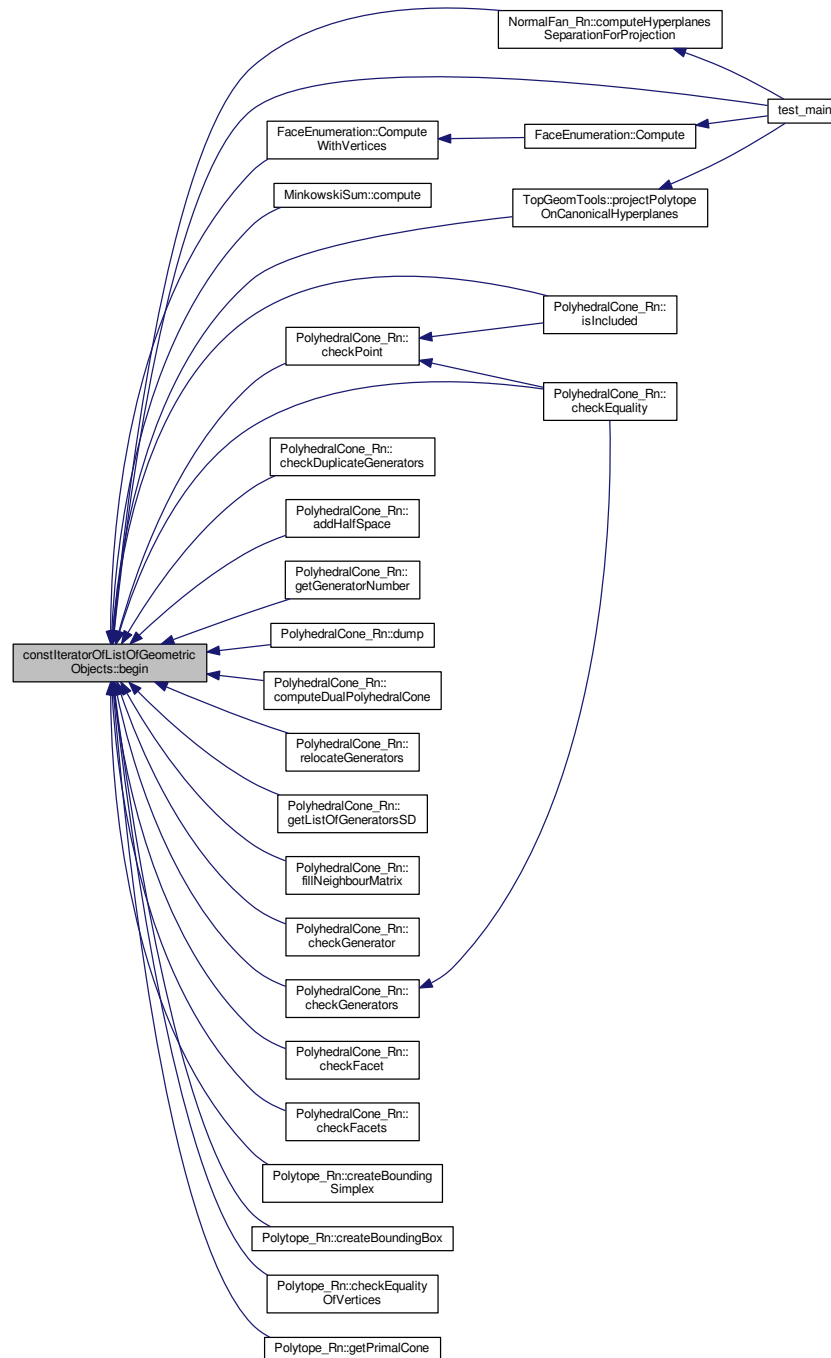 NormalFan_Rn::computeHyperplanes
SeparationForProjection
test_main
FaceEnumeration::Compute
WithVertices
FaceEnumeration::Compute
MinkowskiSum::compute
TopGeomTools::projectPolytope
OnCanonicalHyperplanes
PolyhedralCone_Rn::
isIncluded
PolyhedralCone_Rn::
checkPoint
PolyhedralCone_Rn::
checkEquality
PolyhedralCone_Rn::
checkDuplicateGenerators
PolyhedralCone_Rn::
addHalfSpace
PolyhedralCone_Rn::
getGeneratorNumber
PolyhedralCone_Rn::dump
constIteratorOfListOfGeometric
Objects::begin
PolyhedralCone_Rn::
computeDualPolyhedralCone
PolyhedralCone_Rn::
relocateGenerators
PolyhedralCone_Rn::
getListOfGeneratorsSD
PolyhedralCone_Rn::
fillNeighbourMatrix
PolyhedralCone_Rn::
checkGenerator
PolyhedralCone_Rn::
checkGenerators
PolyhedralCone_Rn::
checkFacet
PolyhedralCone_Rn::
checkFacets
Polytope_Rn::createBounding
Simplex
Polytope_Rn::createBoundingBox
Polytope_Rn::checkEquality
OfVertices
Polytope_Rn::getPrimalCone